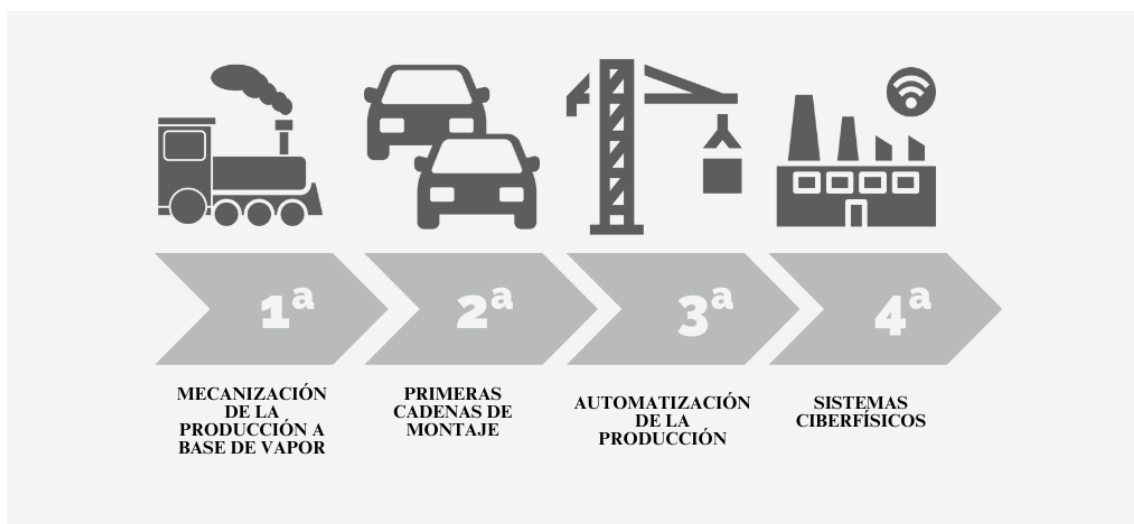 1ª
2ª
3ª
4ª
MECANIZACIÓN
DE LA
PRODUCCIÓN A
BASE DE VAPOR
PRIMERAS
CADENAS DE
MONTAJE
AUTOMATIZACIÓN
DE LA
PRODUCCIÓN
SISTEMAS
CIBERFÍSICOS